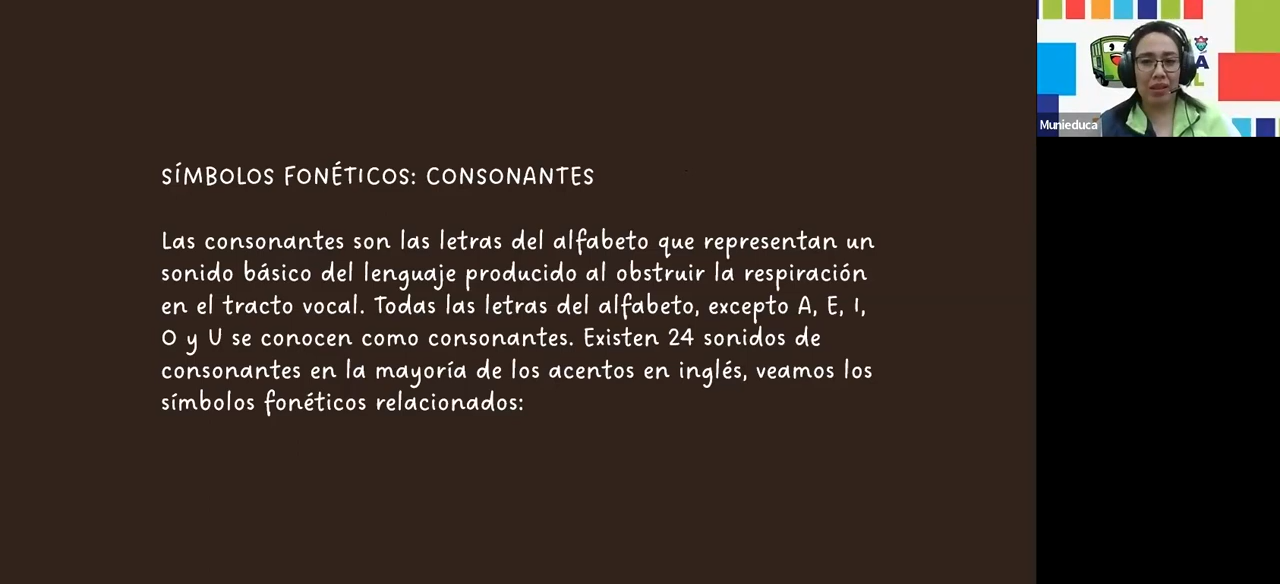 SÍMBOLOS FONÉTICOS: CONSONANTES
Las consonantes son las letras del alfabeto que representan un
sonido básico del lenguaje producido al obstruir la respiración
en el tracto vocal. Todas las letras del alfabeto, excepto A, E, I,
O y U se conocen como consonantes. Existen 24 sonidos de
consonantes en la mayoría de los acentos en inglés, veamos los
símbolos fonéticos relacionados:
Munieduca